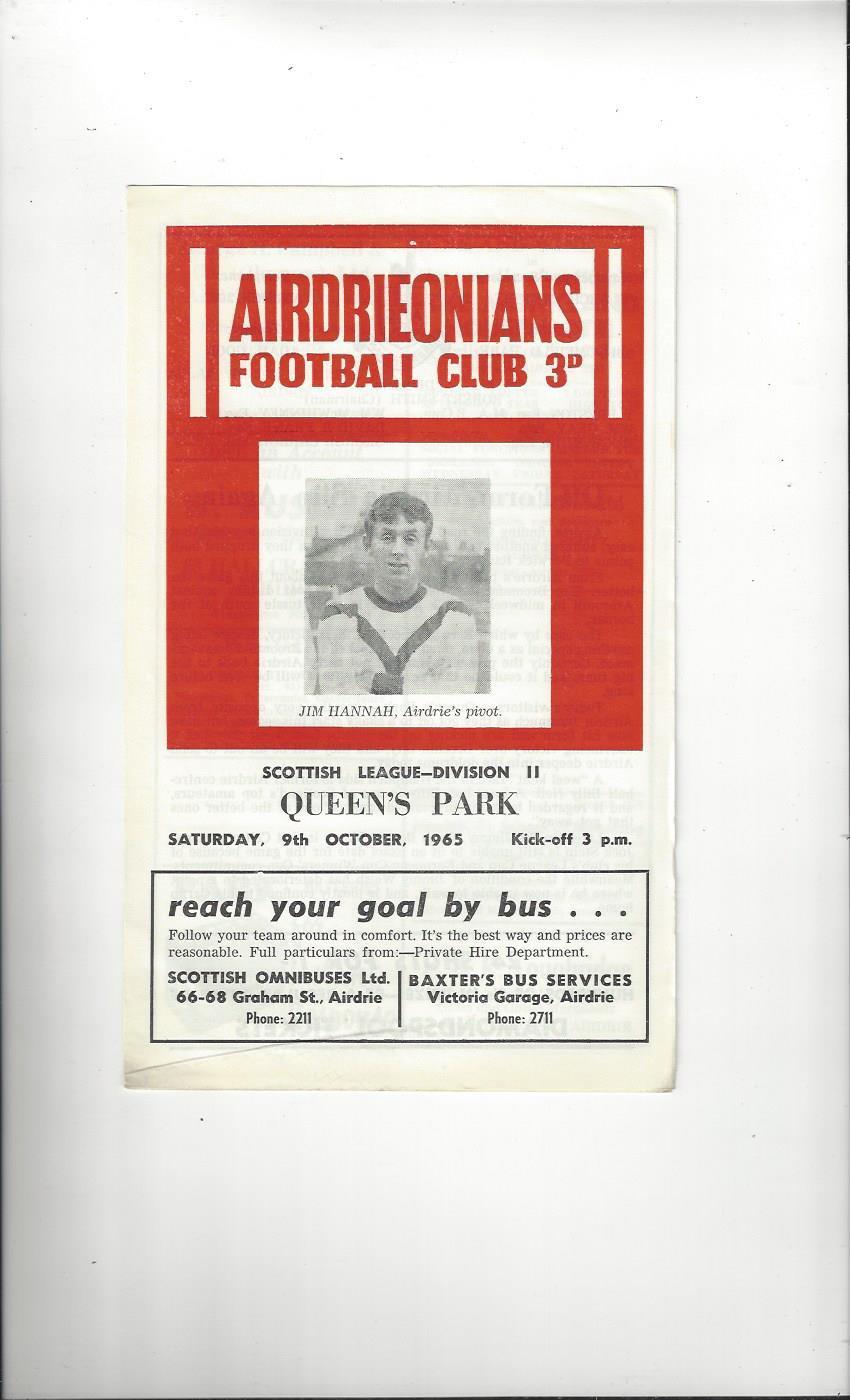 AIRDRIEONIANS
FOOTBALL CLUB 3D
JIM HANNAH, Airdrie's pivot.
SCOTTISH LEAGUE—DIVISION II
QUEEN'S PARK
SATURDAY, 9th OCTOBER, 1965 Kick-off 3 p.m.
reach your goal by bus . . .
Follow your team around in comfort. It's the best way and prices are
reasonable. Full particulars from:—Private Hire Department.
SCOTTISH OMNIBUSES Ltd.
66-68 Graham St., Airdrie
Phone: 2211
BAXTER'S BUS SERVICES
Victoria Garage, Airdrie
Phone: 2711